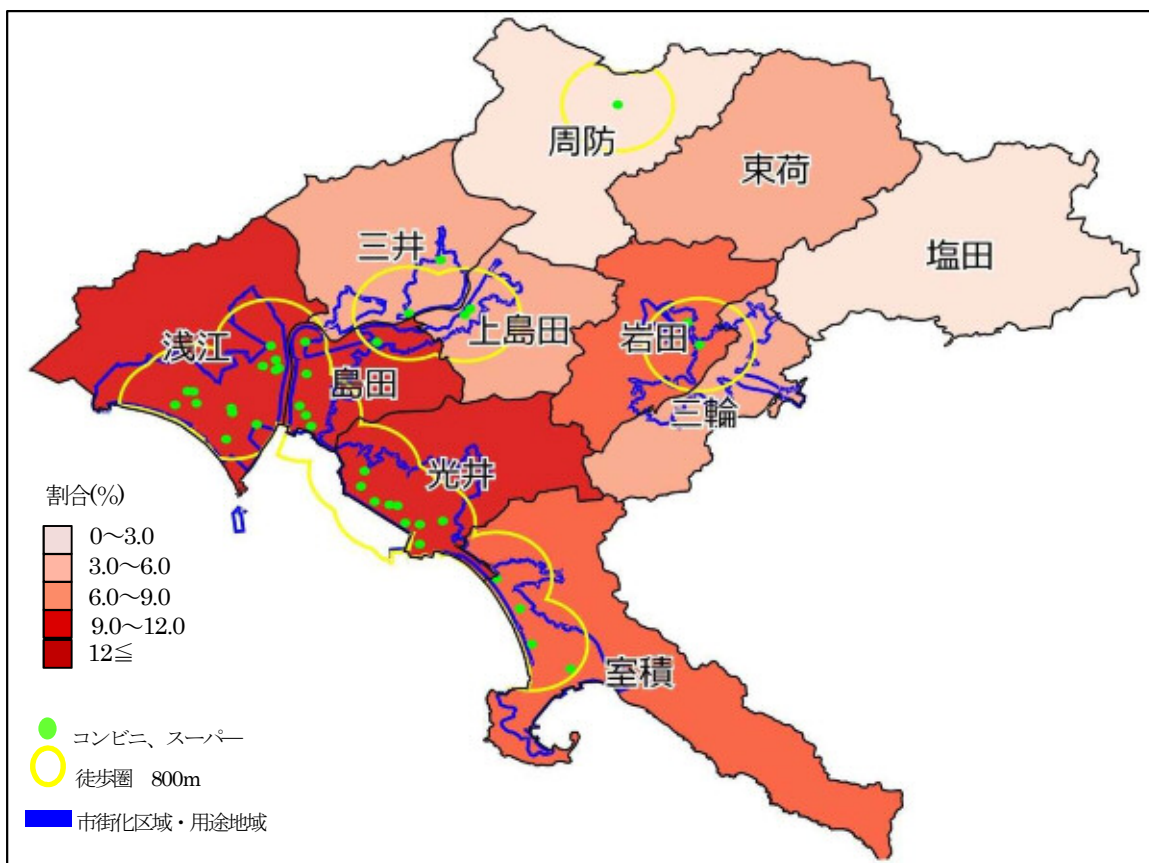 周防
束荷
塩田
三井
上島田
岩田
浅江
島田
三輪
光井
室積
割合(%)
0～3.0
3.0～6.0
6.0～9.0
9.0～12.0
12≦
コンビニ、スーパー
徒歩圏　800m
市街化区域・用途地域